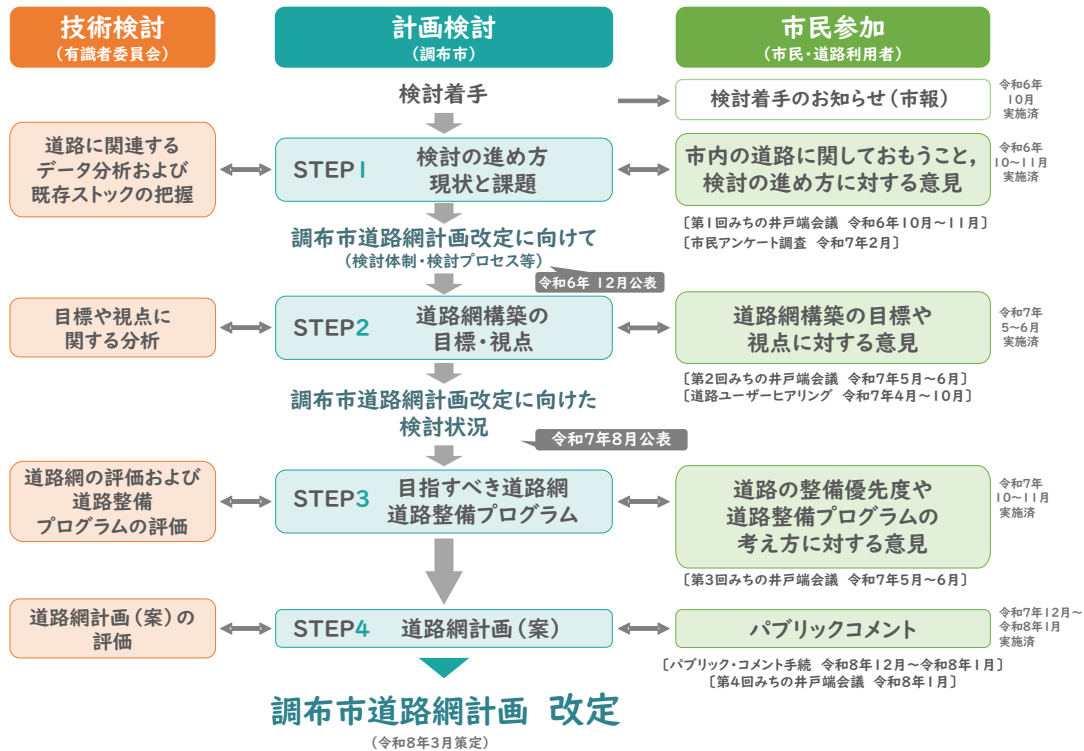 技術検討
(有識者委員会)
計画検討
(調布市)
市民参加
(市民・道路利用者)
検討着手
検討着手のお知らせ(市報)
令和6年
10月
実施済
道路に関連する
データ分析および
既存ストックの把握
STEP1
検討の進め方
現状と課題
市内の道路に関しておもうこと,
検討の進め方に対する意見
令和6年
10~11月
実施済
〔第1回みちの井戸端会議 令和6年10月~11月〕
〔市民アンケート調査 令和7年2月〕
調布市道路網計画改定に向けて
(検討体制・検討プロセス等)
令和6年 12月公表
目標や視点に
関する分析
STEP2
道路網構築の
目標・視点
道路網構築の目標や
視点に対する意見
令和7年
5~6月
実施済
〔第2回みちの井戸端会議 令和7年5月~6月〕
〔道路ユーザーヒアリング 令和7年4月~10月〕
調布市道路網計画改定に向けた
検討状況
令和7年8月公表
道路網の評価および
道路整備
プログラムの評価
STEP3
目指すべき道路網
道路整備プログラム
道路の整備優先度や
道路整備プログラムの
考え方に対する意見
令和7年
10~11月
実施済
〔第3回みちの井戸端会議 令和7年5月~6月〕
道路網計画(案)の
評価
STEP4
道路網計画(案)
パブリックコメント
令和7年12月~
令和8年1月
実施済
〔パブリック・コメント手続 令和8年12月~令和8年1月〕
〔第4回みちの井戸端会議 令和8年1月〕
調布市道路網計画 改定
(令和8年3月策定)